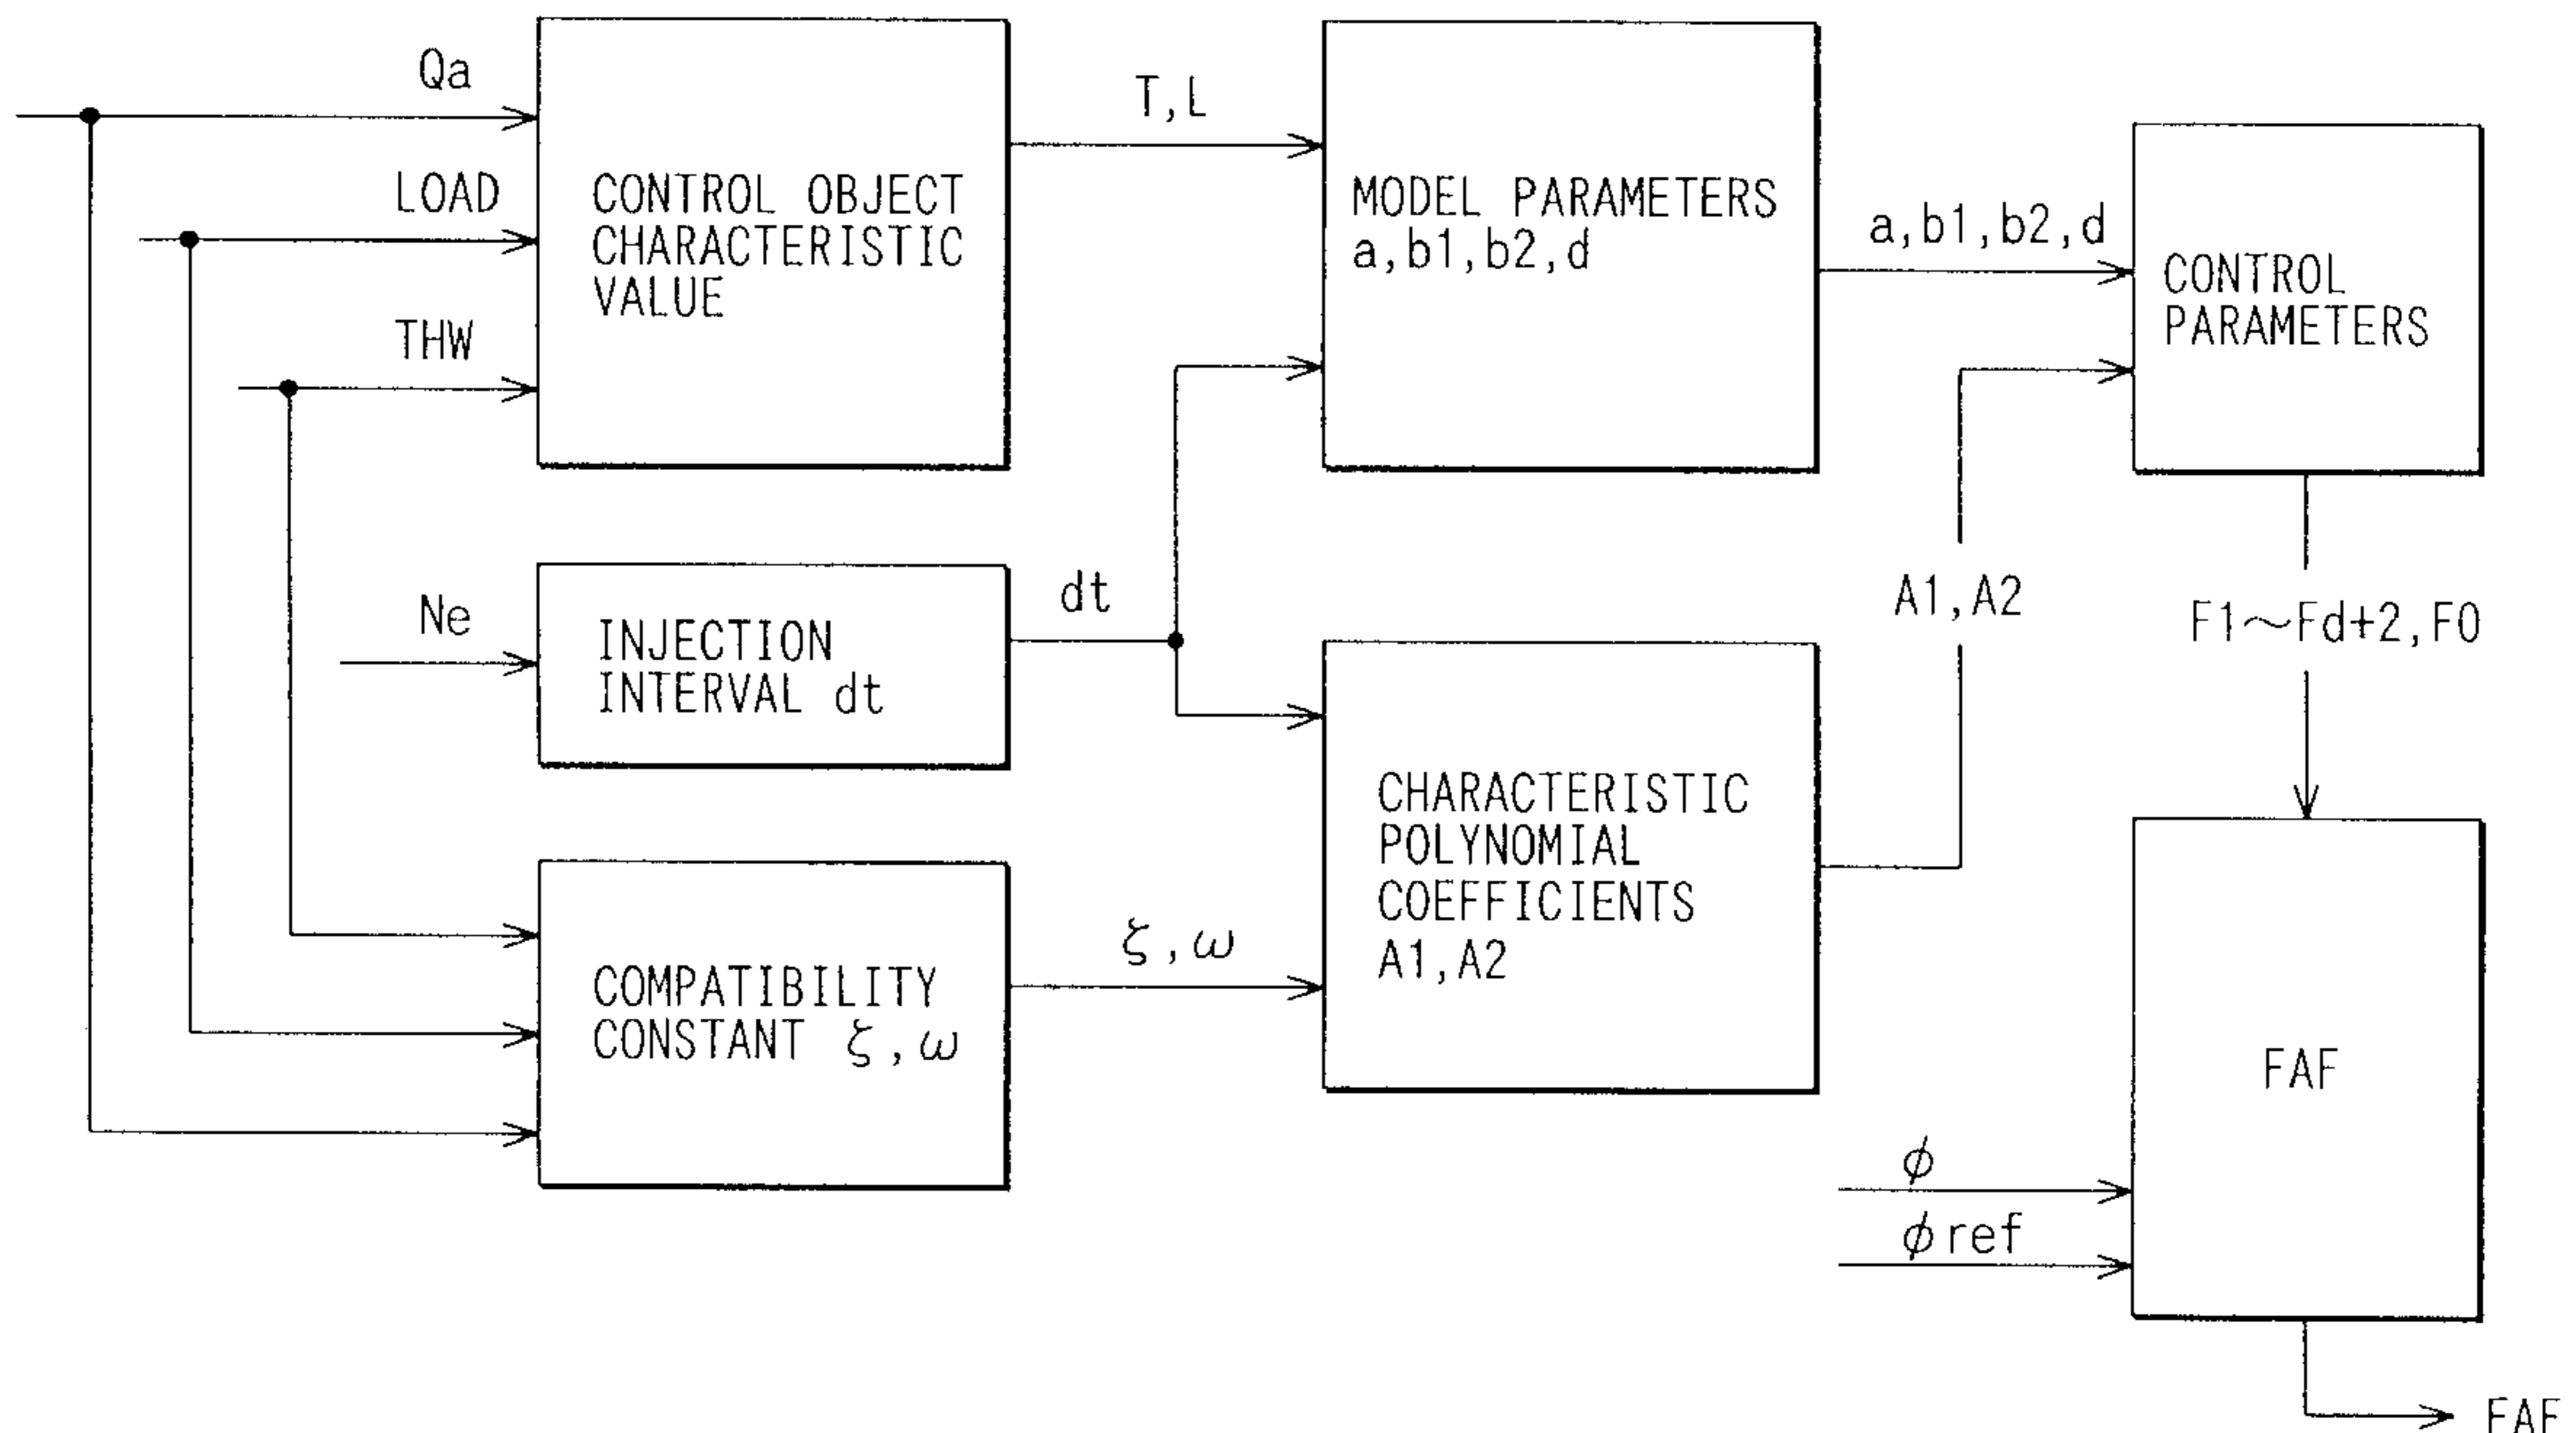 Qa
LOAD
THW
CONTROL OBJECT
CHARACTERISTIC
VALUE
T,L
MODEL PARAMETERS
a,b1,b2,d
a,b1,b2,d
CONTROL
PARAMETERS
Ne
INJECTION
INTERVAL dt
dt
A1,A2
F1～Fd+2,F0
COMPATIBILITY
CONSTANT ζ,ω
ζ,ω
CHARACTERISTIC
POLYNOMIAL
COEFFICIENTS
A1,A2
FAF
ϕ
ϕref
FAF